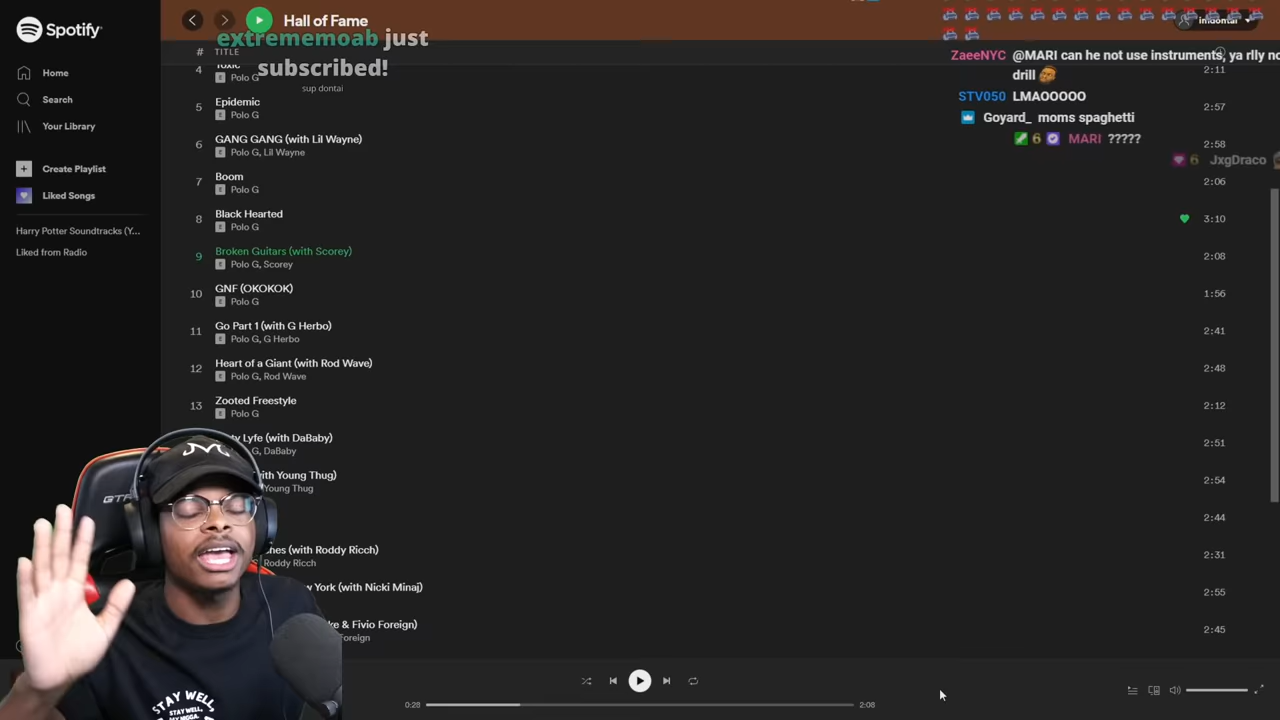 Spotify
Home
Search
Your Library
Create Playlist
Liked Songs
Harry Potter Soundtracks (Y...
Liked from Radio
Hall of Fame
extrememoab just
subscribed!
sup dontai
# TITLE
4 Toxic 2:11
E Polo G
5 Epidemic 2:57
E Polo G
6 GANG GANG (with Lil Wayne) 2:58
E Polo G, Lil Wayne
7 Boom 2:06
E Polo G
8 Black Hearted 3:10
E Polo G
9 Broken Guitars (with Scorey) 2:08
E Polo G, Scorey
10 GNF (OKOKOK) 1:56
E Polo G
11 Go Part 1 (with G Herbo) 2:41
E Polo G, G Herbo
12 Heart of a Giant (with Rod Wave) 2:48
E Polo G, Rod Wave
13 Zooted Freestyle 2:12
E Polo G
Lyfe (with DaBaby) 2:51
G, DaBaby
with Young Thug) 2:54
Young Thug
2:44
(with Roddy Ricch) 2:31
Roddy Ricch
York (with Nicki Minaj) 2:55
& Fivio Foreign) 2:45
Foreign
imdontai
ZaeeNYC @MARI can he not use instruments, ya rlly no
drill
STV050 LMAOOOOO
Goyard_ moms spaghetti
6 MARI ?????
6 JxgDraco
GTR
STAY WELL,
STAY WELL,
0:28
2:08